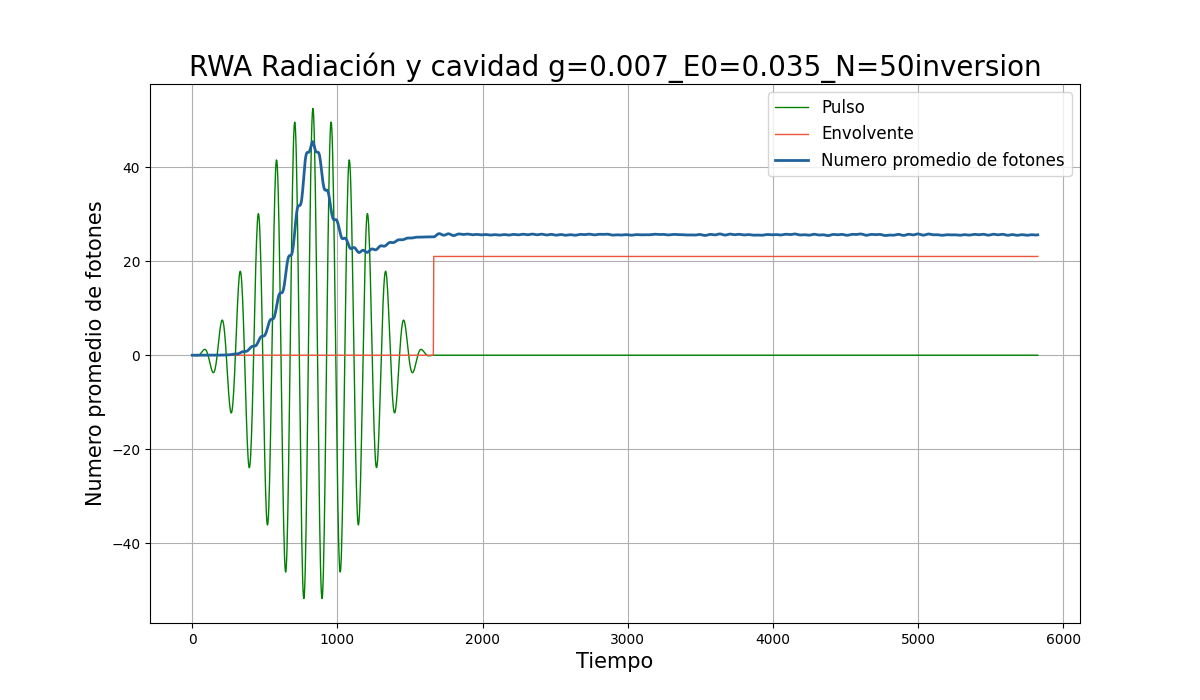 RWA Radiación y cavidad g=0.007_E0=0.035_N=50inversion
Pulso
Envolvente
Numero promedio de fotones
Numero promedio de fotones
40
20
0
−20
−40
0
1000
2000
3000
4000
5000
6000
Tiempo